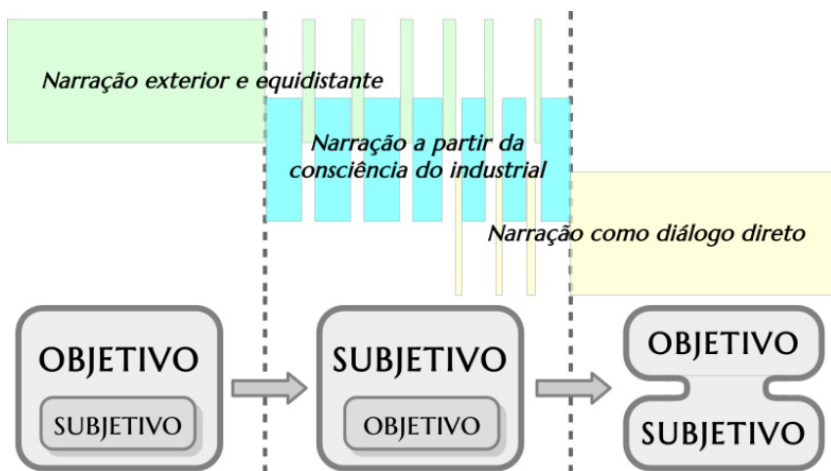 Narração exterior e equidistante
Narração a partir da
consciência do industrial
Narração como diálogo direto
OBJETIVO
SUBJETIVO
SUBJETIVO
OBJETIVO
OBJETIVO
SUBJETIVO